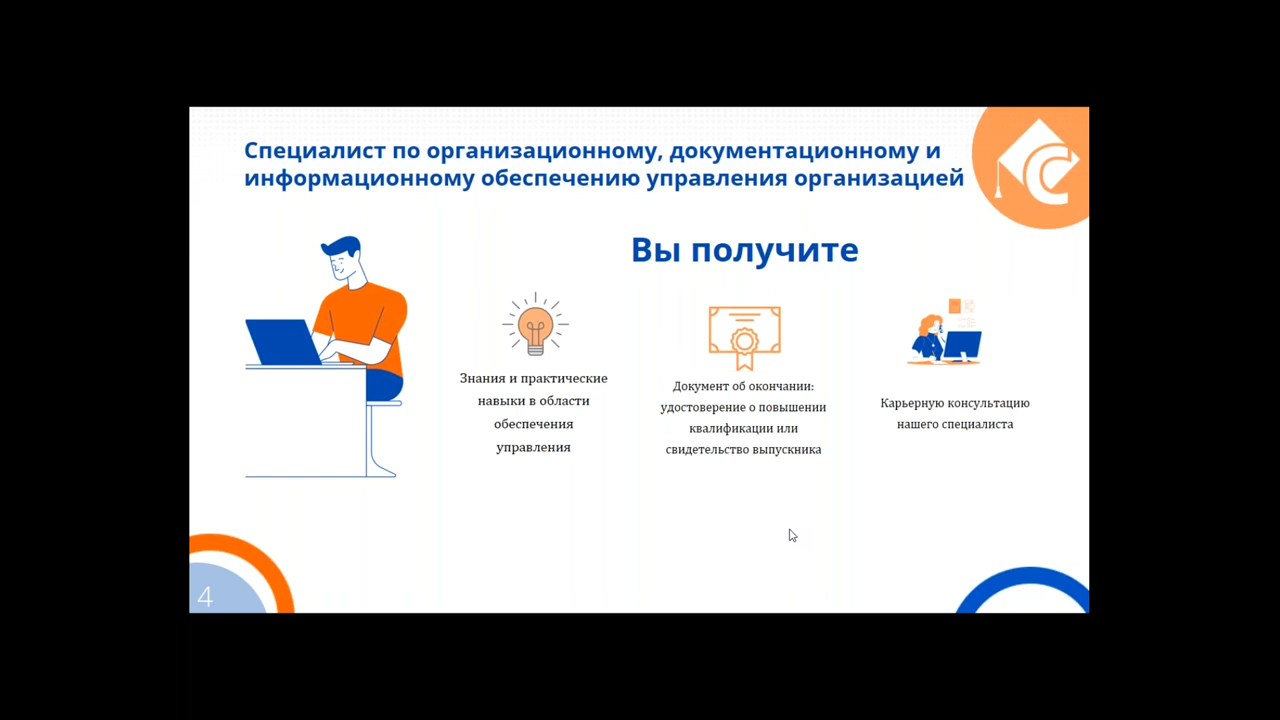 Специалист по организационному, документационному и
информационному обеспечению управления организацией
Вы получите
Знания и практические
навыки в области
обеспечения
управления
Документ об окончании:
удостоверение о повышении
квалификации или
свидетельство выпускника
Карьерную консультацию
нашего специалиста
4